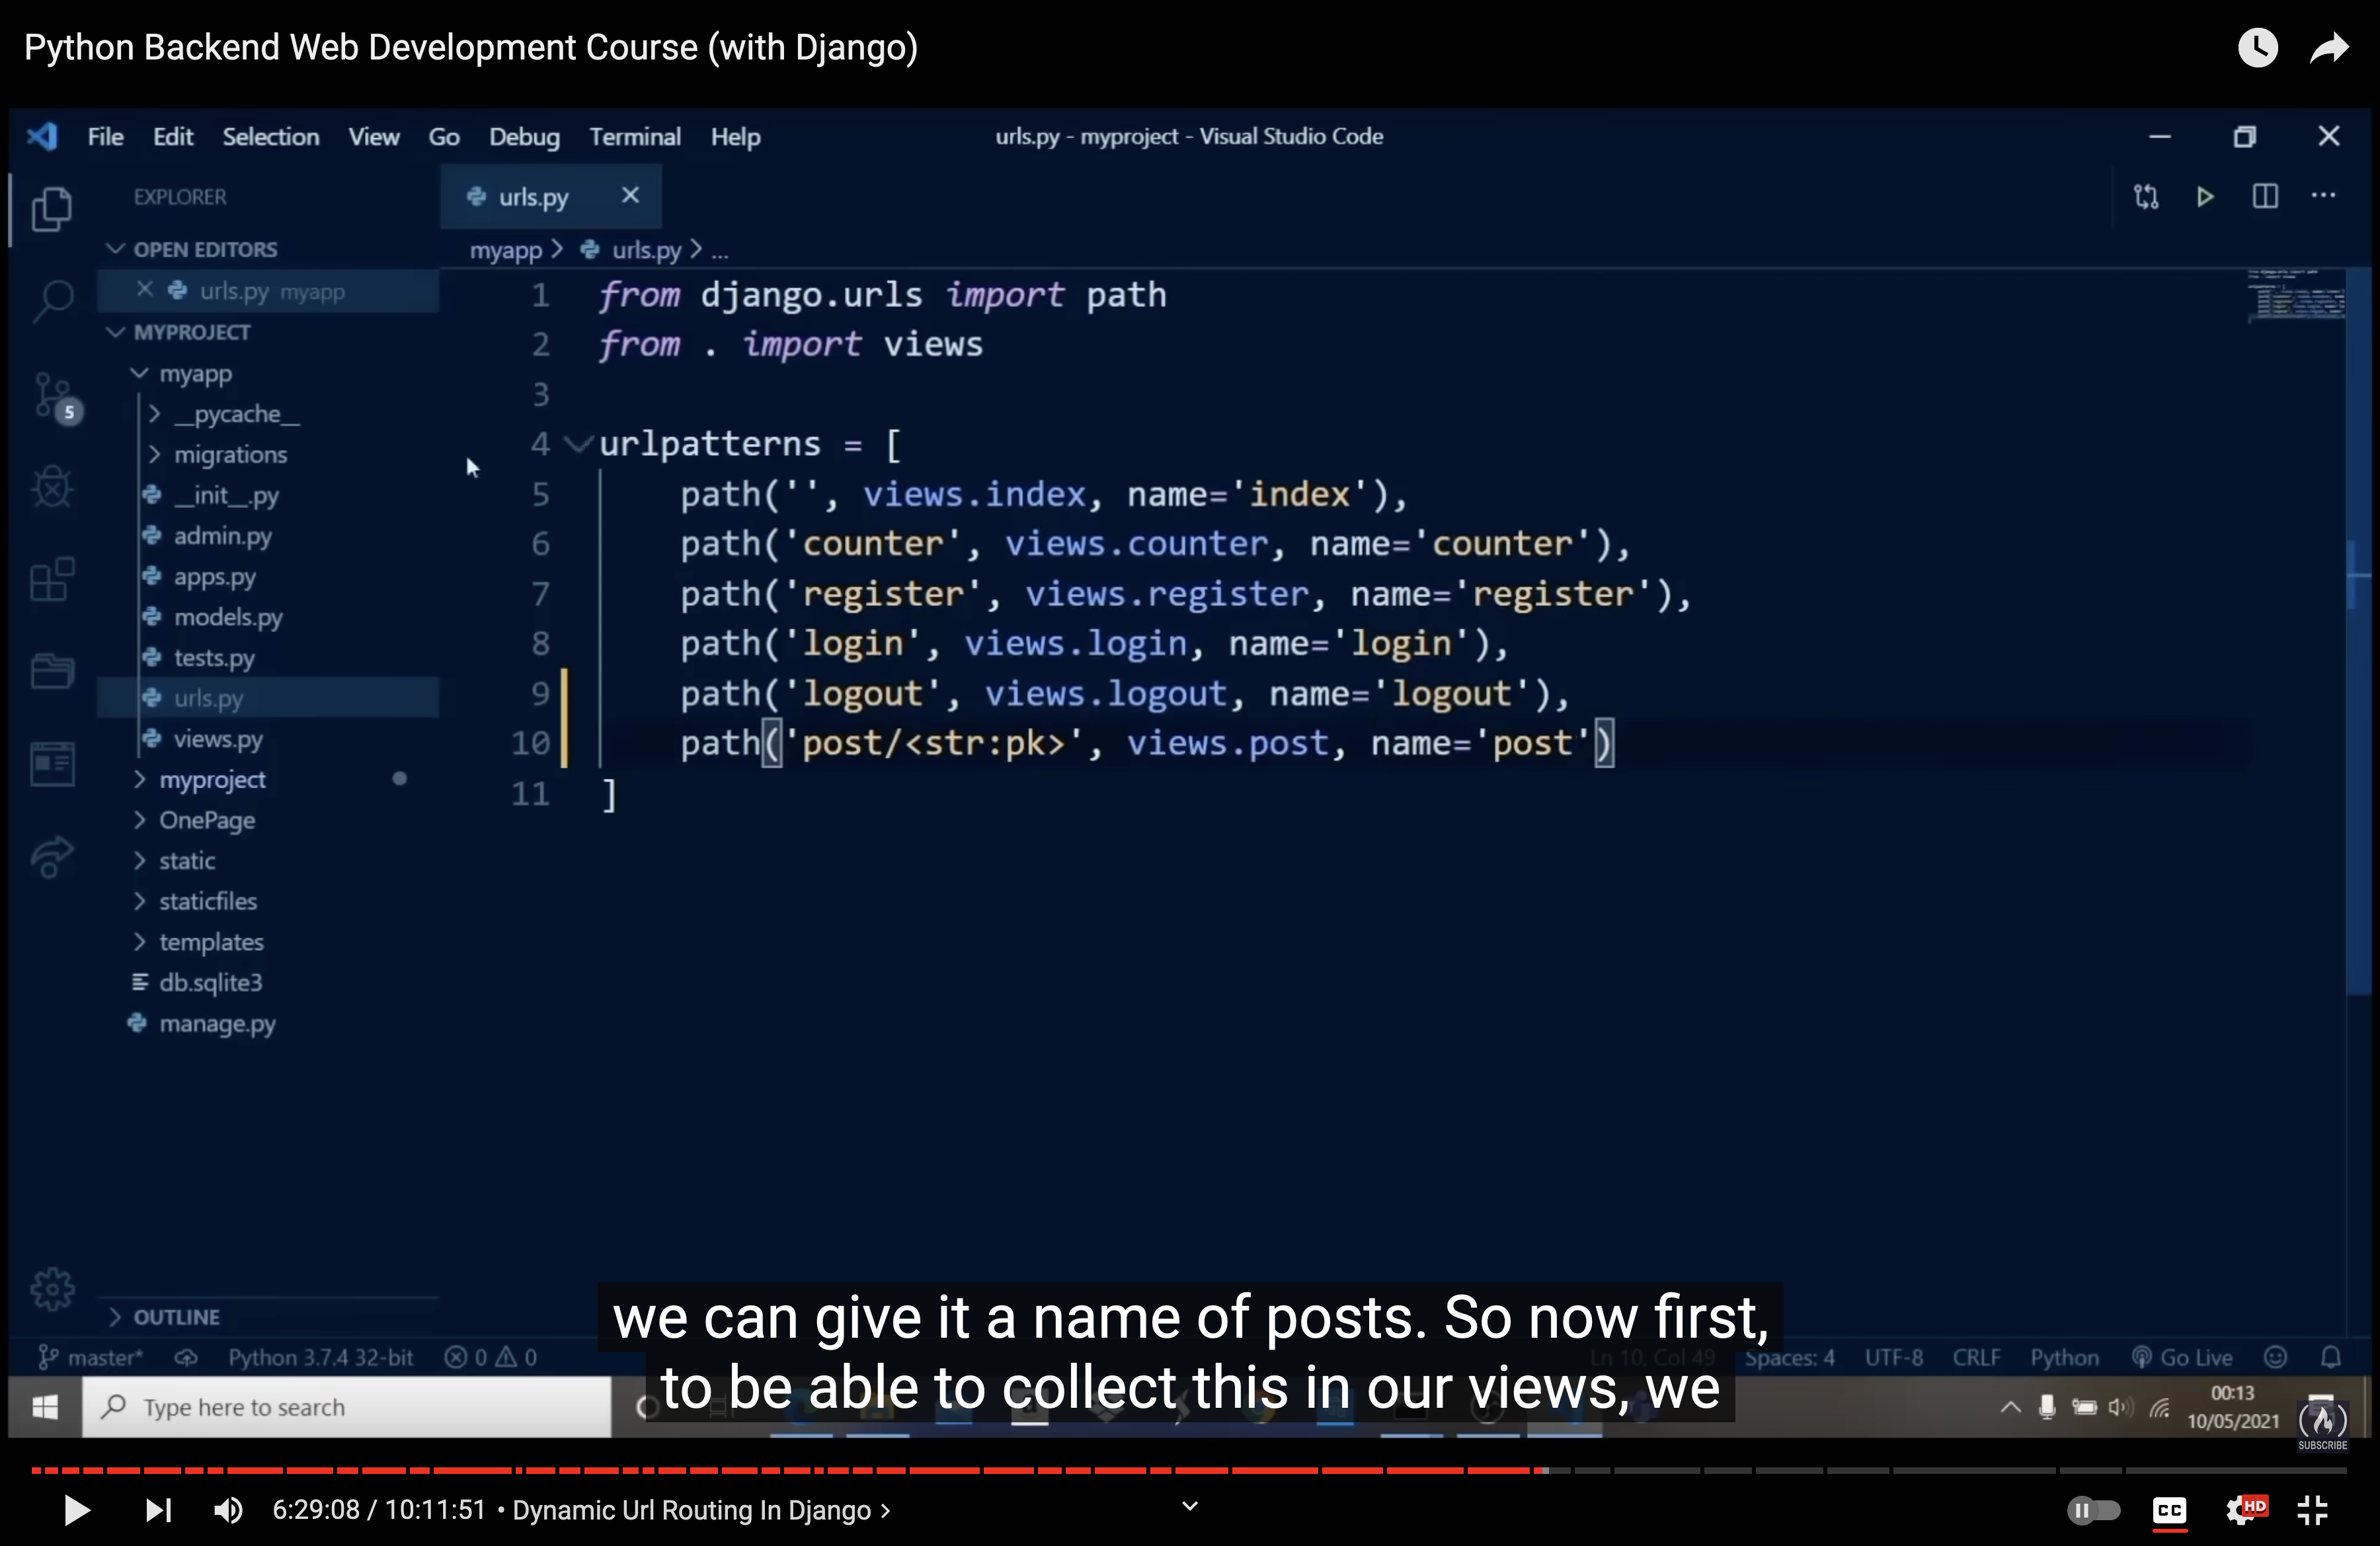 Python Backend Web Development Course (with Django)
File Edit Selection View Go Debug Terminal Help
urls.py - myproject - Visual Studio Code
EXPLORER
OPEN EDITORS
urls.py myapp
MYPROJECT
myapp
__pycache__
migrations
__init__.py
admin.py
apps.py
models.py
tests.py
urls.py
views.py
myproject
OnePage
static
staticfiles
templates
db.sqlite3
manage.py
OUTLINE
5
urls.py
myapp > urls.py > ...
1 from django.urls import path
2 from . import views
3
4 urlpatterns = [
5 path('', views.index, name='index'),
6 path('counter', views.counter, name='counter'),
7 path('register', views.register, name='register'),
8 path('login', views.login, name='login'),
9 path('logout', views.logout, name='logout'),
10 path('post/<str:pk>', views.post, name='post')
11 ]
we can give it a name of posts. So now first,
to be able to collect this in our views, we
master* Python 3.7.4 32-bit 0 0 Ln 10, Col 49 Spaces: 4 UTF-8 CRLF Python Go Live
Type here to search
00:13
10/05/2021
SUBSCRIBE
6:29:08 / 10:11:51 • Dynamic Url Routing In Django >
CC HD